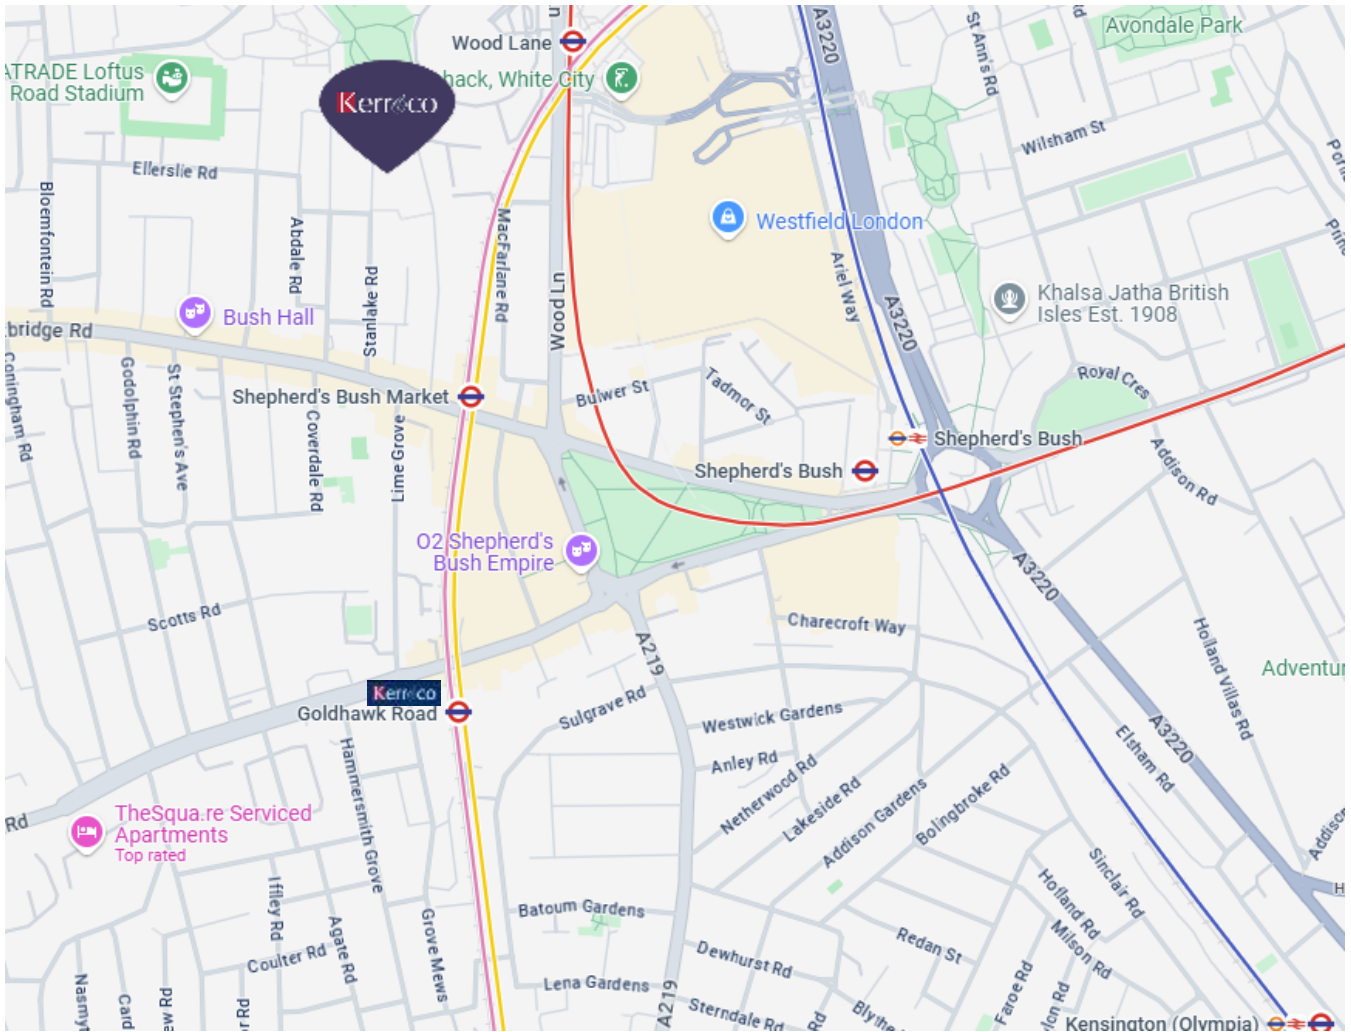 Wood Lane
A3220
St Ann's Rd
Avondale Park
ATRADE Loftus
Road Stadium
Kerr&co
hack, White City
Wilsham St
Ellerslie Rd
Bloemfontein Rd
Abdale Rd
MacFarlane Rd
Westfield London
Ariel Way
Stanlake Rd
Wood Ln
Khalsa Jatha British
Isles Est. 1908
kbridge Rd
Bush Hall
A3220
Coningham Rd
Godolphin Rd
St Stephen's Ave
Shepherd's Bush Market
Bulwer St
Tadmor St
Royal Cres
Coverdale Rd
Lime Grove
Shepherd's Bush
Shepherd's Bush
Addison Rd
O2 Shepherd's
Bush Empire
A3220
Scotts Rd
Charecroft Way
A219
Holland Villas Rd
Adventur
Kerr&co
Goldhawk Road
Sulgrave Rd
Westwick Gardens
Anley Rd
A3220
Elsham Rd
Hammersmith Grove
Netherwood Rd
Lakeside Rd
Addison Gardens
Bolingbroke Rd
Rd
TheSqua.re Serviced
Apartments
Top rated
Sinclair Rd
Iffley Rd
Agate Rd
Grove Mews
Batoum Gardens
Holland Rd
Milson Rd
Redan St
Coulter Rd
Dewhurst Rd
Lena Gardens
Faroe Rd
A219
Sterndale Rd
Rd
Kensington (Olympia)